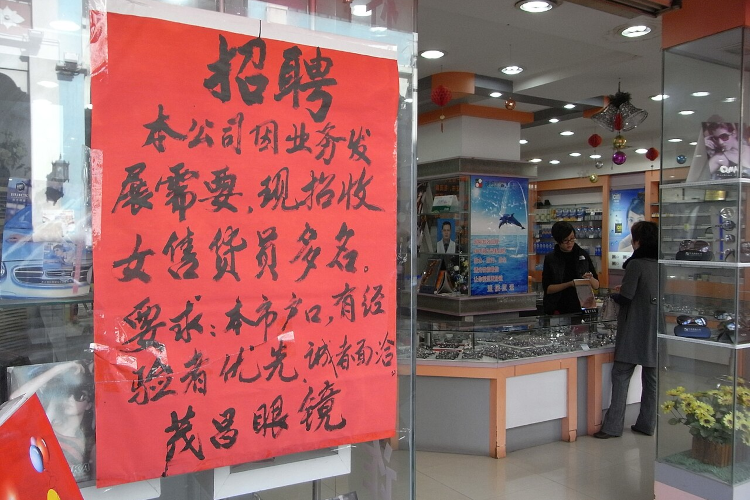 招聘
本公司因业务发
展需要，现招收
女售货员多名。
要求：本市户口，有经
验者优先，诚者面洽
茂昌眼镜